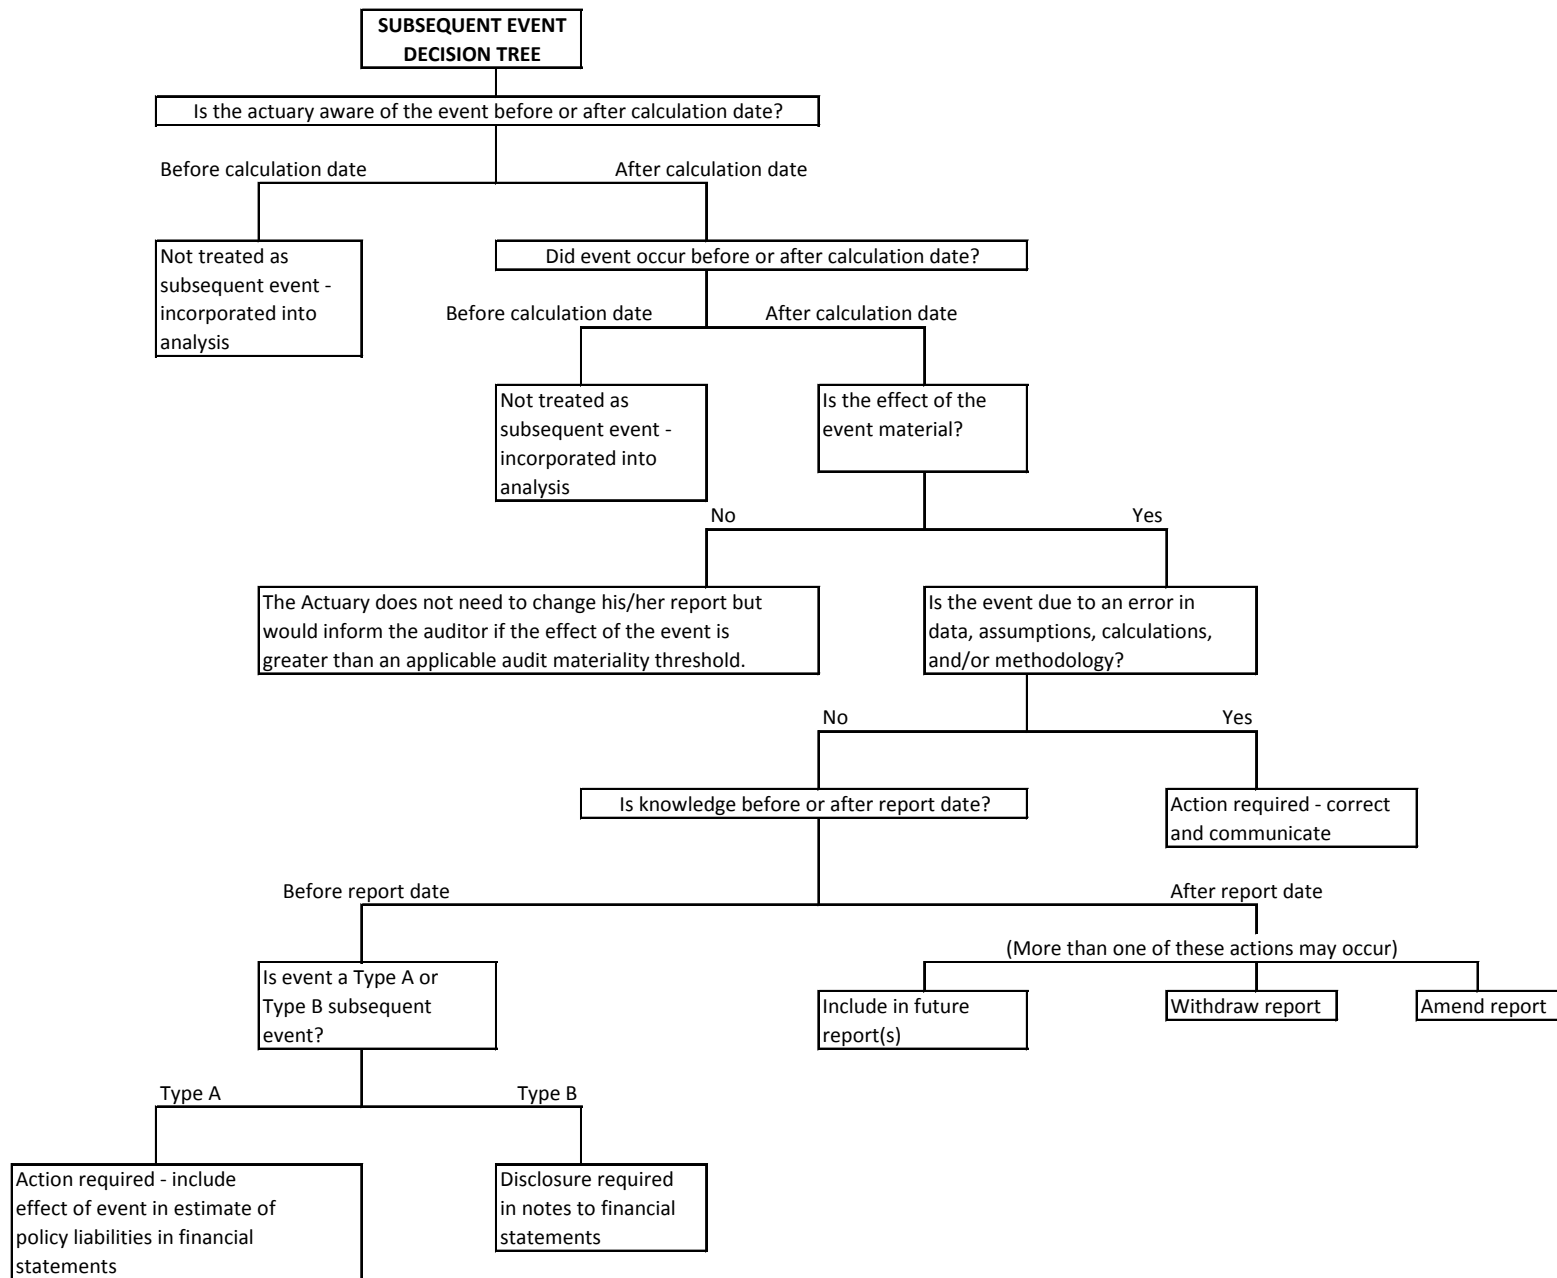 SUBSEQUENT EVENT
DECISION TREE
Is the actuary aware of the event before or after calculation date?
Before calculation date
After calculation date
Not treated as
subsequent event -
incorporated into
analysis
Did event occur before or after calculation date?
Before calculation date
After calculation date
Not treated as
subsequent event -
incorporated into
analysis
Is the effect of the
event material?
No
Yes
The Actuary does not need to change his/her report but
would inform the auditor if the effect of the event is
greater than an applicable audit materiality threshold.
Is the event due to an error in
data, assumptions, calculations,
and/or methodology?
No
Yes
Is knowledge before or after report date?
Action required - correct
and communicate
Before report date
After report date
(More than one of these actions may occur)
Is event a Type A or
Type B subsequent
event?
Include in future
report(s)
Withdraw report
Amend report
Type A
Type B
Action required - include
effect of event in estimate of
policy liabilities in financial
statements
Disclosure required
in notes to financial
statements